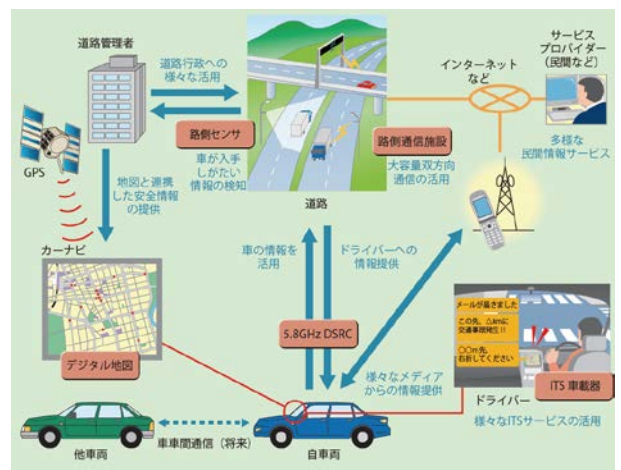 道路管理者
道路行政への
様々な活用
路側センサ
車が入手
しがたい
情報の検知
GPS
地図と連携
した安全情報
の提供
カーナビ
デジタル地図
道路
路側通信施設
大容量双方向
通信の活用
インターネット
など
サービス
プロバイダー
(民間など)
多様な
民間情報サービス
車の情報を
活用
ドライバーへの
情報提供
5.8GHz DSRC
様々なメディア
からの情報提供
メールが届きました
この先、△kmに
交通事故発生!!
○○m先、
右折してください
ITS 車載器
ドライバー
様々なITSサービスの活用
他車両
車車間通信(将来)
自車両